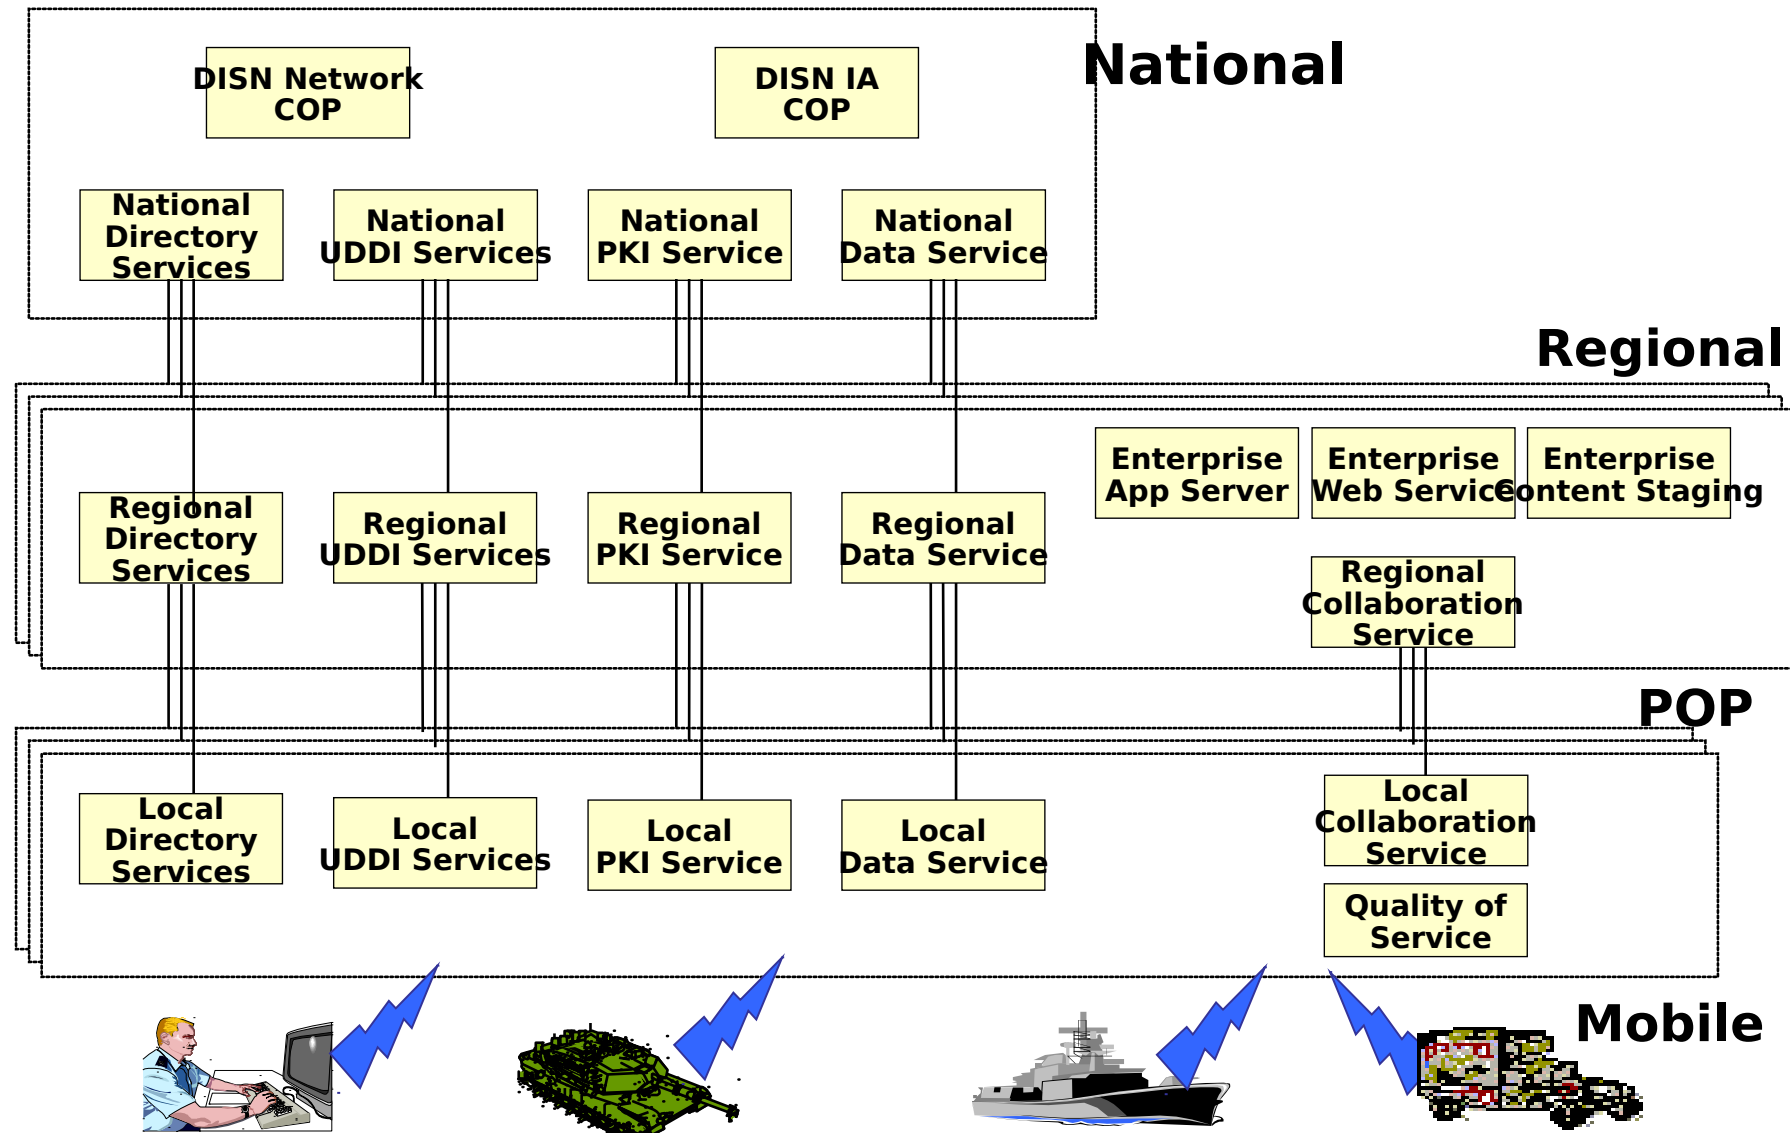 National
DISN Network
COP
DISN IA
COP
National
Directory
Services
National
UDDI Services
National
PKI Service
National
Data Service
Regional
Enterprise
App Server
Enterprise
Web Service
Enterprise
Content Staging
Regional
Directory
Services
Regional
UDDI Services
Regional
PKI Service
Regional
Data Service
Regional
Collaboration
Service
POP
Local
Directory
Services
Local
UDDI Services
Local
PKI Service
Local
Data Service
Local
Collaboration
Service
Quality of
Service
Mobile